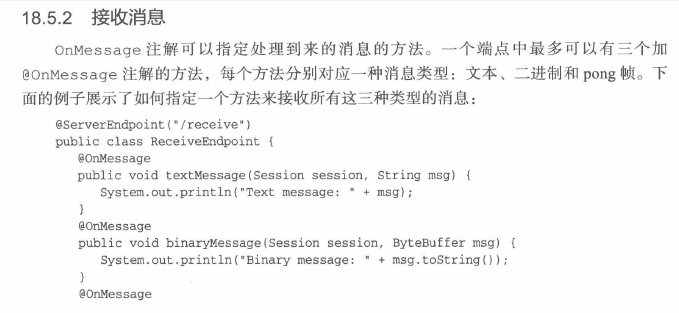 18.5.2 接收消息
OnMessage 注解可以指定处理到来的消息的方法。一个端点中最多可以有三个加
@OnMessage 注解的方法，每个方法分别对应一种消息类型：文本、二进制和 pong 帧。下
面的例子展示了如何指定一个方法来接收所有这三种类型的消息：
@ServerEndpoint("/receive")
public class ReceiveEndpoint {
@OnMessage
public void textMessage(Session session, String msg) {
System.out.println("Text message: " + msg);
}
@OnMessage
public void binaryMessage(Session session, ByteBuffer msg) {
System.out.println("Binary message: " + msg.toString());
}
@OnMessage